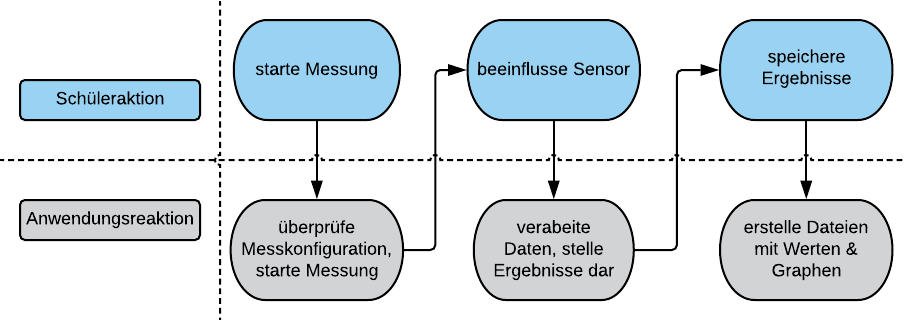 Schüleraktion
starte Messung
beeinflusse Sensor
speichere
Ergebnisse
Anwendungsreaktion
überprüfe
Messkonfiguration,
starte Messung
verabeite
Daten, stelle
Ergebnisse dar
erstelle Dateien
mit Werten &
Graphen